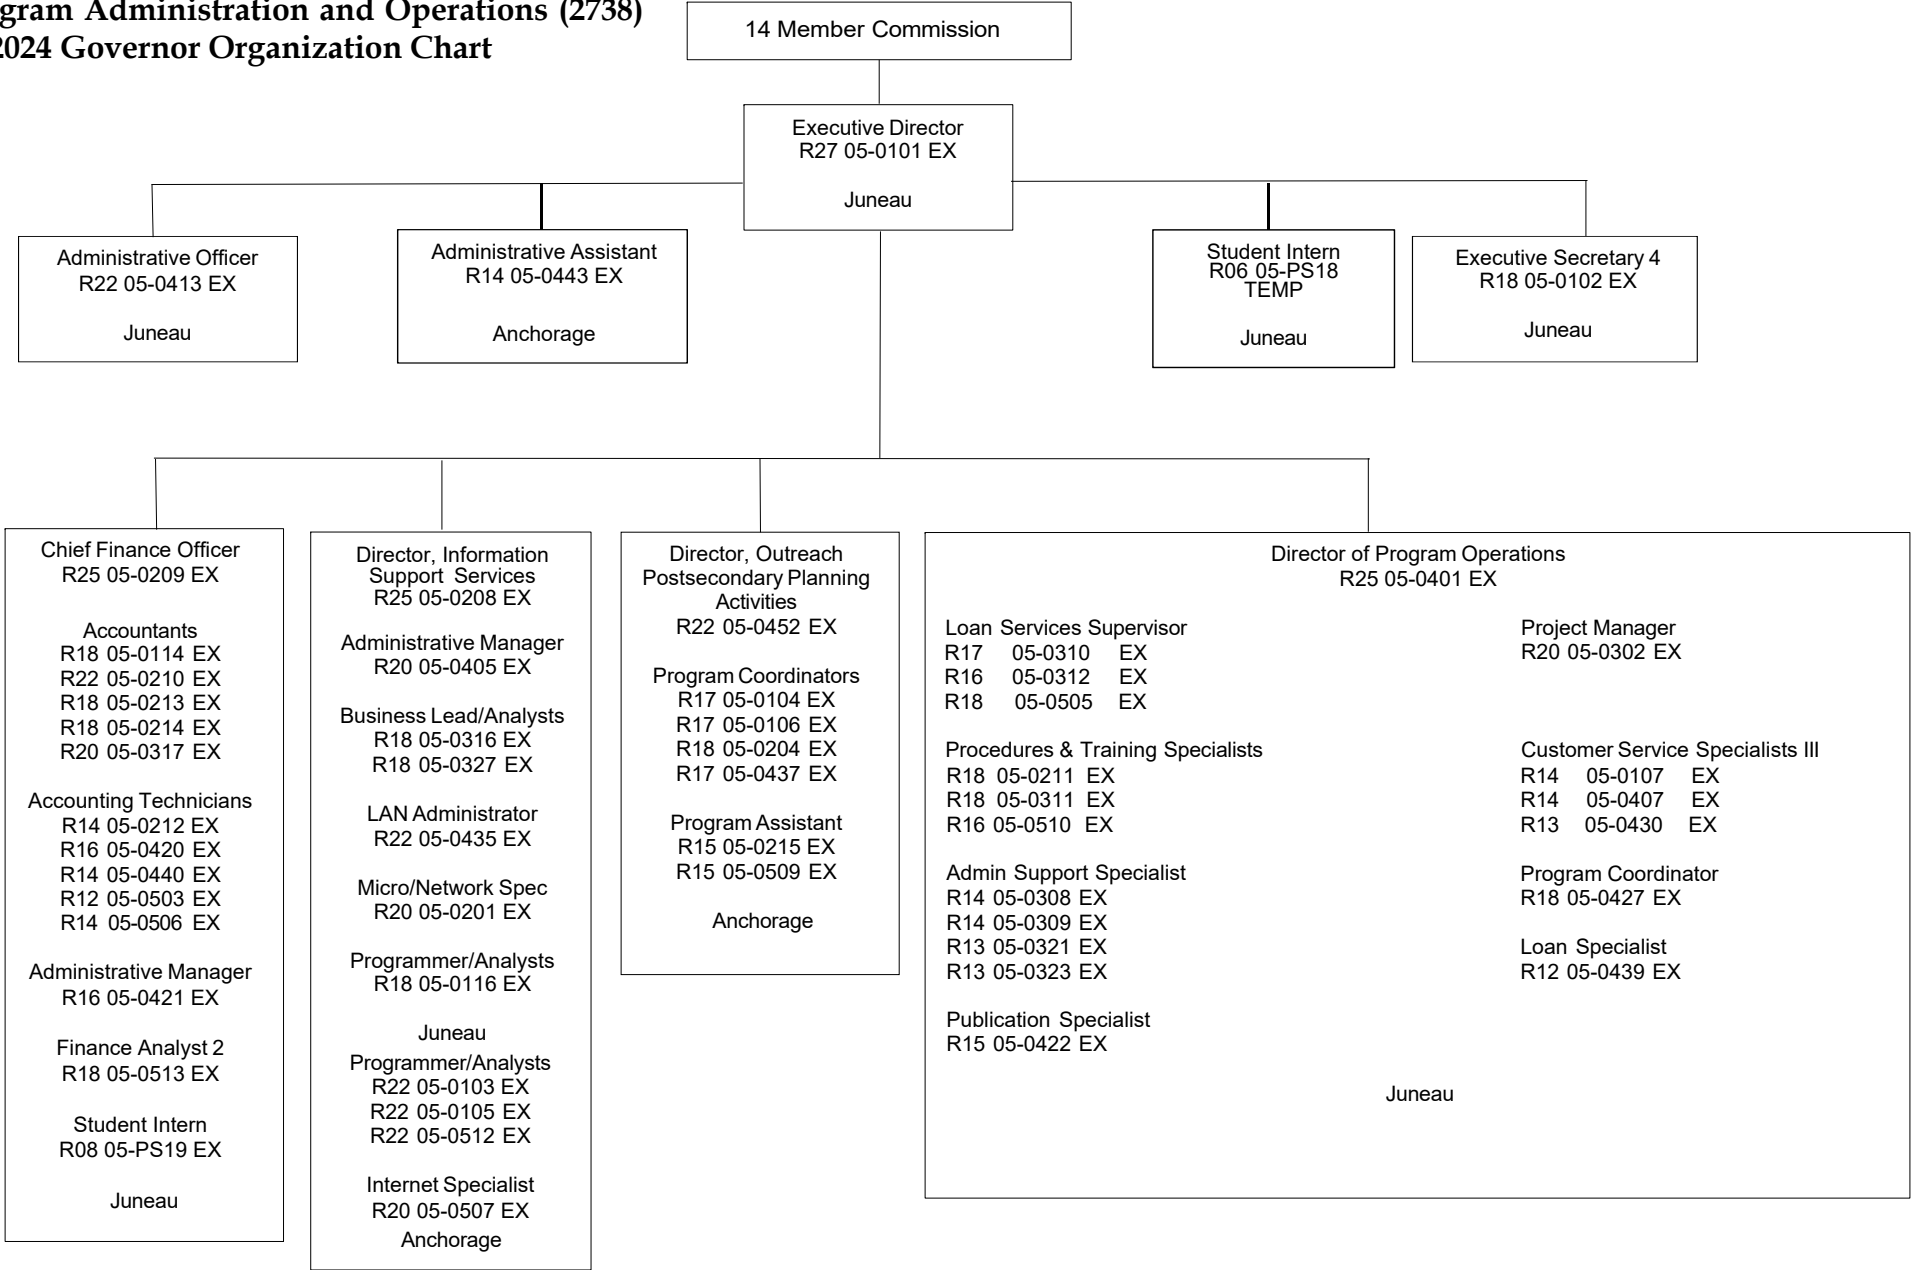 gram Administration and Operations (2738)
2024 Governor Organization Chart
14 Member Commission
Executive Director
R27 05-0101 EX
Juneau
Administrative Officer
R22 05-0413 EX
Juneau
Administrative Assistant
R14 05-0443 EX
Anchorage
Student Intern
R06 05-PS18
TEMP
Juneau
Executive Secretary 4
R18 05-0102 EX
Juneau
Chief Finance Officer
R25 05-0209 EX
Accountants
R18 05-0114 EX
R22 05-0210 EX
R18 05-0213 EX
R18 05-0214 EX
R20 05-0317 EX
Accounting Technicians
R14 05-0212 EX
R16 05-0420 EX
R14 05-0440 EX
R12 05-0503 EX
R14 05-0506 EX
Administrative Manager
R16 05-0421 EX
Finance Analyst 2
R18 05-0513 EX
Student Intern
R08 05-PS19 EX
Juneau
Director, Information
Support Services
R25 05-0208 EX
Administrative Manager
R20 05-0405 EX
Business Lead/Analysts
R18 05-0316 EX
R18 05-0327 EX
LAN Administrator
R22 05-0435 EX
Micro/Network Spec
R20 05-0201 EX
Programmer/Analysts
R18 05-0116 EX
Juneau
Programmer/Analysts
R22 05-0103 EX
R22 05-0105 EX
R22 05-0512 EX
Internet Specialist
R20 05-0507 EX
Anchorage
Director, Outreach
Postsecondary Planning
Activities
R22 05-0452 EX
Program Coordinators
R17 05-0104 EX
R17 05-0106 EX
R18 05-0204 EX
R17 05-0437 EX
Program Assistant
R15 05-0215 EX
R15 05-0509 EX
Anchorage
Director of Program Operations
R25 05-0401 EX
Loan Services Supervisor
R17 05-0310 EX
R16 05-0312 EX
R18 05-0505 EX
Procedures & Training Specialists
R18 05-0211 EX
R18 05-0311 EX
R16 05-0510 EX
Admin Support Specialist
R14 05-0308 EX
R14 05-0309 EX
R13 05-0321 EX
R13 05-0323 EX
Publication Specialist
R15 05-0422 EX
Project Manager
R20 05-0302 EX
Customer Service Specialists III
R14 05-0107 EX
R14 05-0407 EX
R13 05-0430 EX
Program Coordinator
R18 05-0427 EX
Loan Specialist
R12 05-0439 EX
Juneau